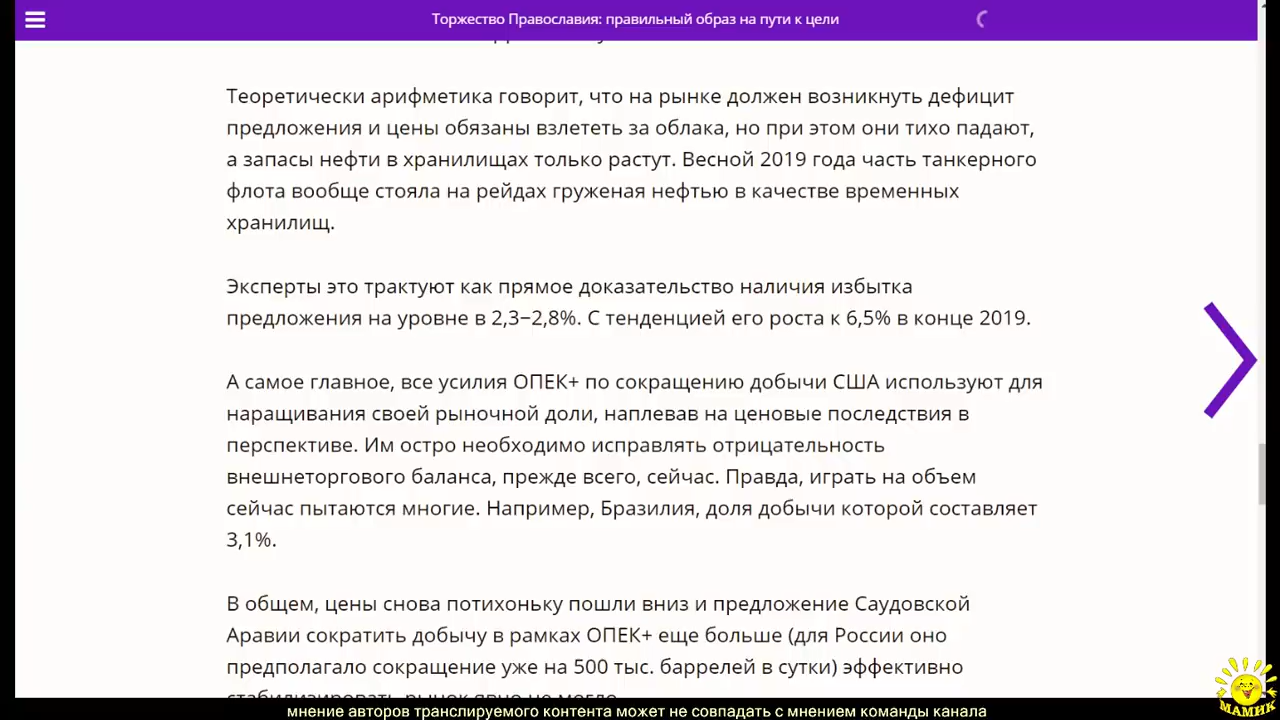 Торжество Православия: правильный образ на пути к цели
Теоретически арифметика говорит, что на рынке должен возникнуть дефицит
предложения и цены обязаны взлететь за облака, но при этом они тихо падают,
а запасы нефти в хранилищах только растут. Весной 2019 года часть танкерного
флота вообще стояла на рейдах груженая нефтью в качестве временных
хранилищ.
Эксперты это трактуют как прямое доказательство наличия избытка
предложения на уровне в 2,3–2,8%. С тенденцией его роста к 6,5% в конце 2019.
А самое главное, все усилия ОПЕК+ по сокращению добычи США используют для
наращивания своей рыночной доли, наплевав на ценовые последствия в
перспективе. Им остро необходимо исправлять отрицательность
внешнеторгового баланса, прежде всего, сейчас. Правда, играть на объем
сейчас пытаются многие. Например, Бразилия, доля добычи которой составляет
3,1%.
В общем, цены снова потихоньку пошли вниз и предложение Саудовской
Аравии сократить добычу в рамках ОПЕК+ еще больше (для России оно
предполагало сокращение уже на 500 тыс. баррелей в сутки) эффективно
стабилизировать рынок явно не могло.
МАМИК
мнение авторов транслируемого контента может не совпадать с мнением команды канала